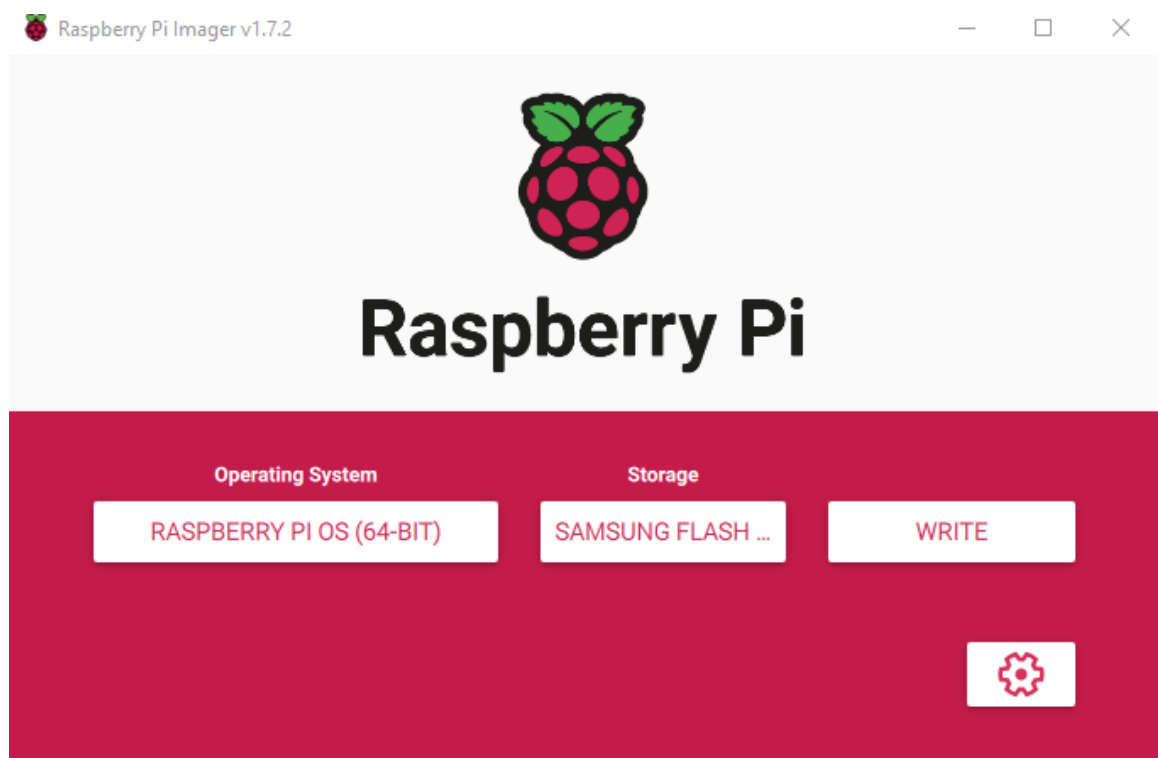 Raspberry Pi Imager v1.7.2
Raspberry Pi
Operating System
Storage
RASPBERRY PI OS (64-BIT)
SAMSUNG FLASH ...
WRITE